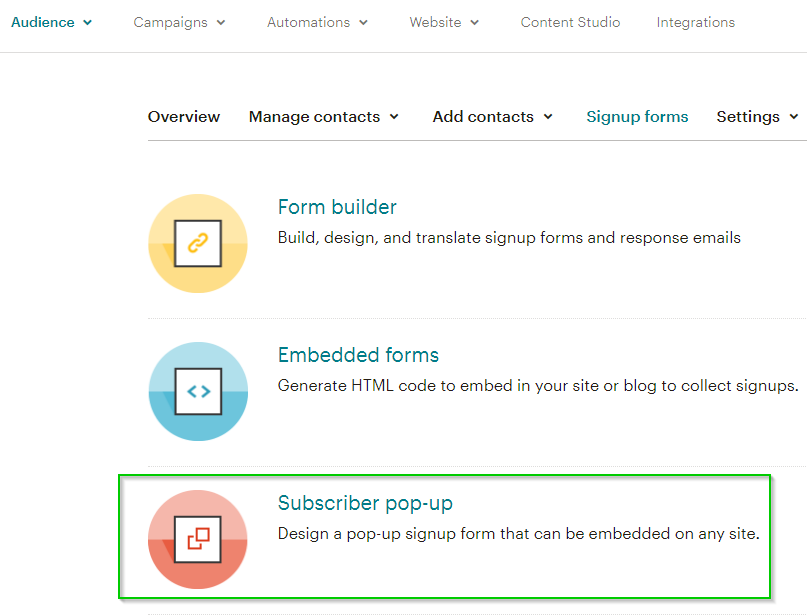 Audience Campaigns Automations Website Content Studio Integrations
Overview Manage contacts Add contacts Signup forms Settings
Form builder
Build, design, and translate signup forms and response emails
Embedded forms
Generate HTML code to embed in your site or blog to collect signups.
Subscriber pop-up
Design a pop-up signup form that can be embedded on any site.